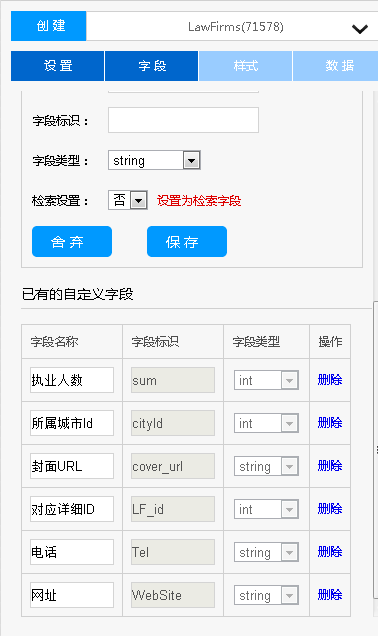 创 建 LawFirms(71578)
设 置 字 段 样式 数 据
字段标识：
字段类型： string
检索设置： 否 设置为检索字段
舍 弃 保 存
已有的自定义字段
字段名称 字段标识 字段类型 操作
执业人数 sum int 删除
所属城市Id cityId int 删除
封面URL cover_url string 删除
对应详细ID LF_id int 删除
电话 Tel string 删除
网址 WebSite string 删除